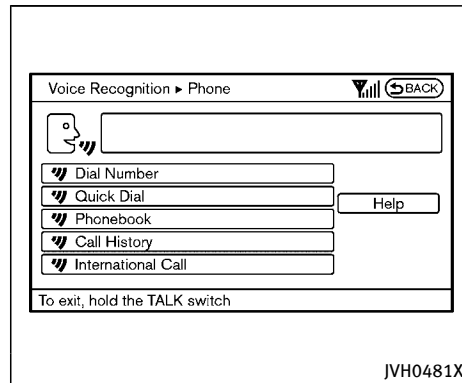 Voice Recognition ▸ Phone
BACK
Dial Number
Quick Dial
Help
Phonebook
Call History
International Call
To exit, hold the TALK switch
JVH0481X